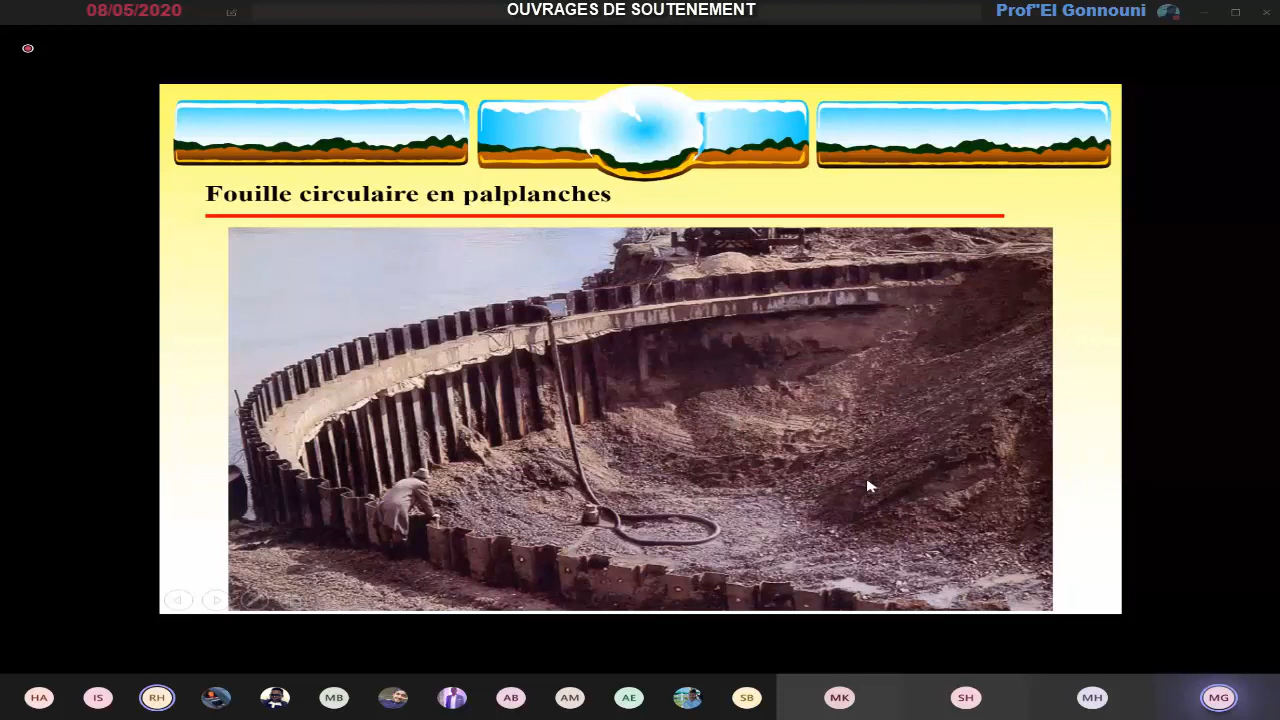 08/05/2020
OUVRAGES DE SOUTENEMENT
Prof"El Gonnouni
Fouille circulaire en palplanches
HA
IS
RH
MB
AB
AM
AE
SB
MK
SH
MH
MG